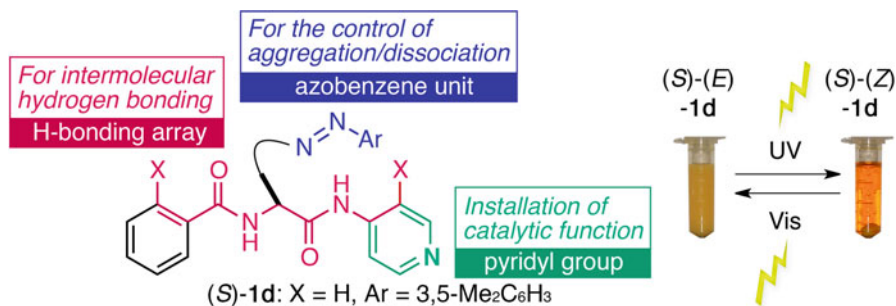 For the control of
aggregation/dissociation
azobenzene unit
For intermolecular
hydrogen bonding
H-bonding array
(S)-(E)
-1d
(S)-(Z)
-1d
UV
Vis
N
N
Ar
X
O
N
H
O
H
N
X
N
Installation of
catalytic function
pyridyl group
(S)-1d: X = H, Ar = 3,5-Me₂C₆H₃